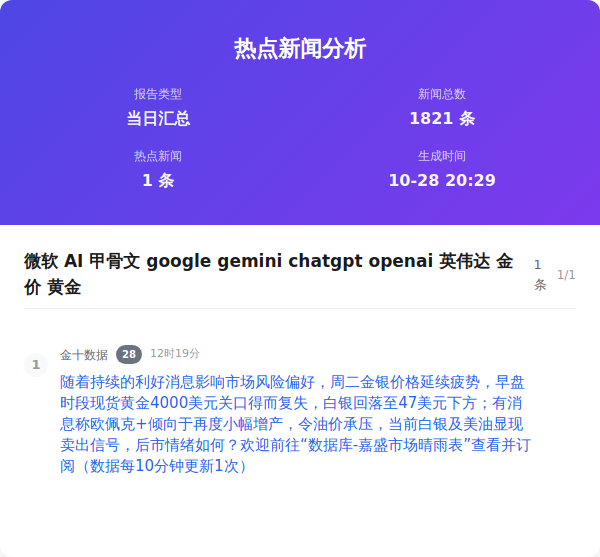 热点新闻分析
报告类型
新闻总数
当日汇总
1821 条
热点新闻
生成时间
1 条
10-28 20:29
微软 AI 甲骨文 google gemini chatgpt openai 英伟达 金
价 黄金
1
条
1/1
1
金十数据 28 12时19分
随着持续的利好消息影响市场风险偏好，周二金银价格延续疲势，早盘
时段现货黄金4000美元关口得而复失，白银回落至47美元下方；有消
息称欧佩克+倾向于再度小幅增产，令油价承压，当前白银及美油显现
卖出信号，后市情绪如何？欢迎前往“数据库-嘉盛市场晴雨表”查看并订
阅（数据每10分钟更新1次）